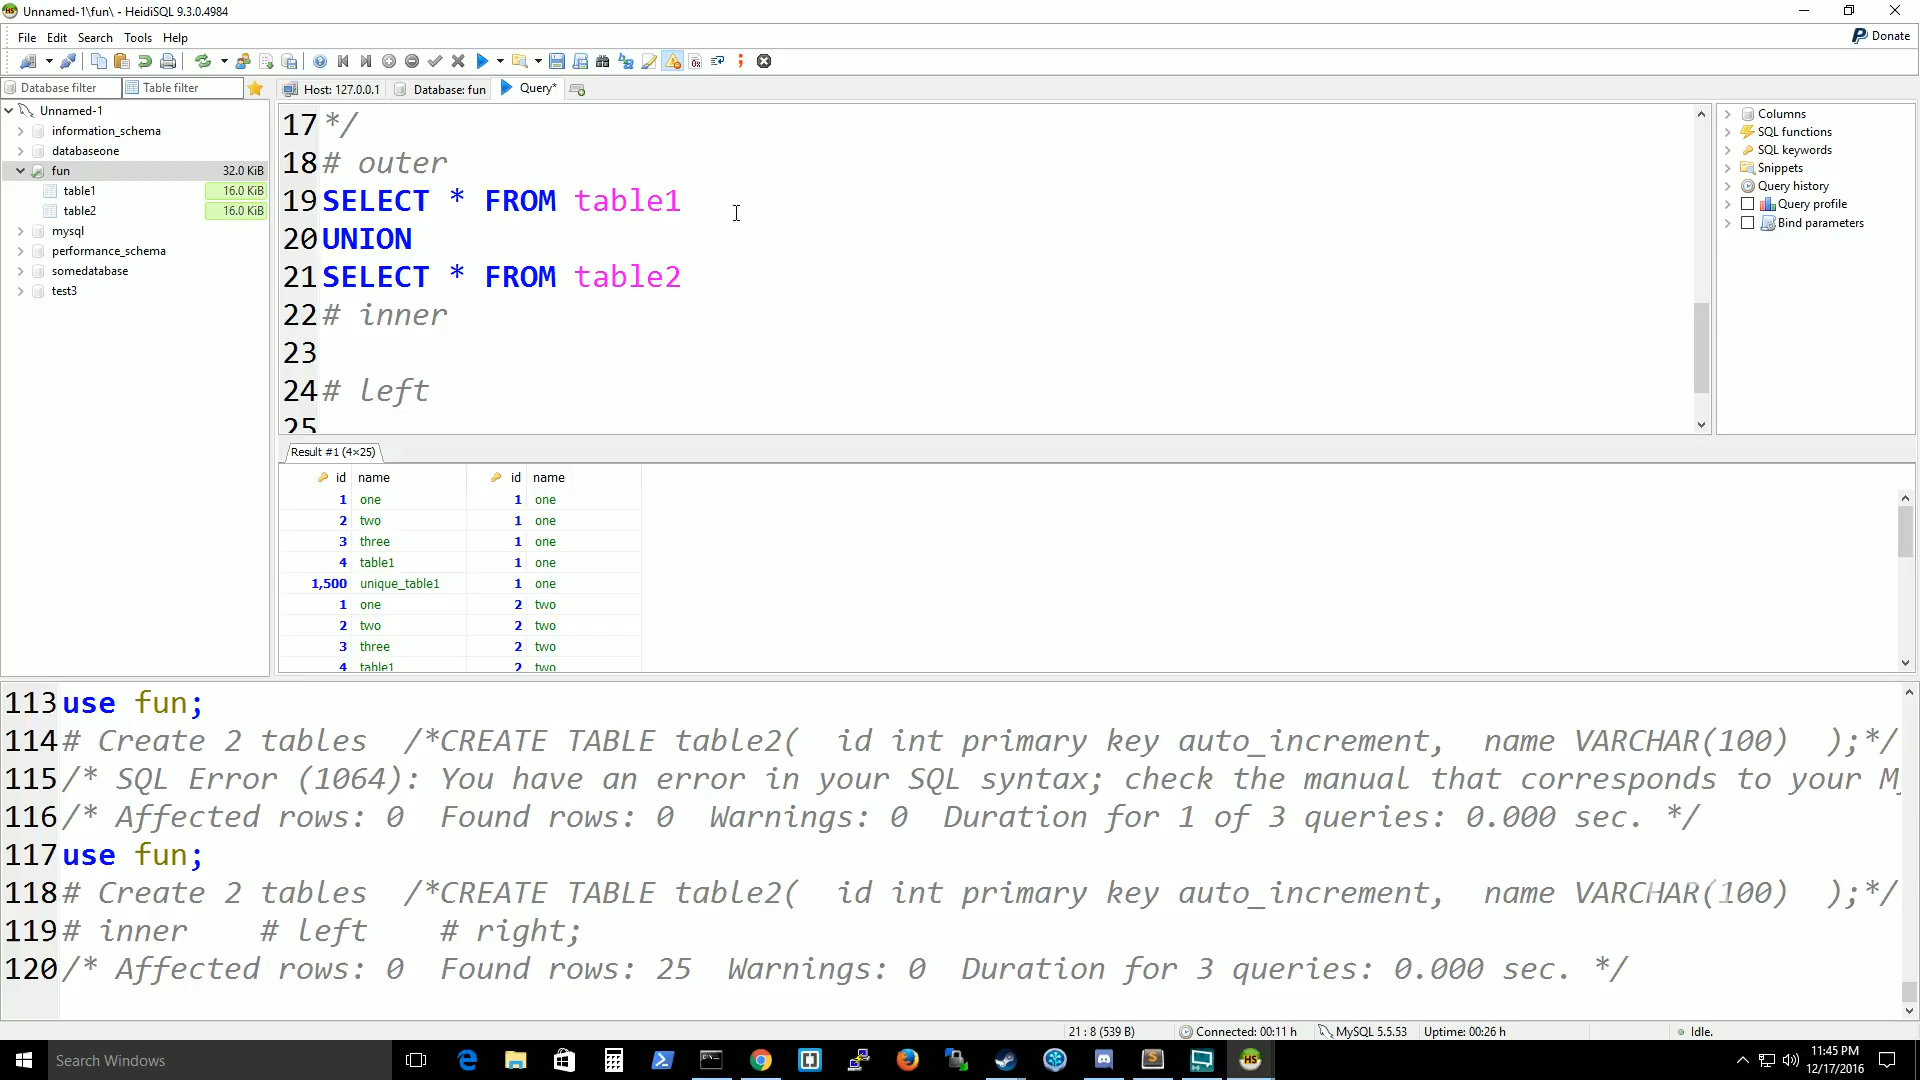 Unnamed-1\fun\ - HeidiSQL 9.3.0.4984
File Edit Search Tools Help
Donate
Database filter
Table filter
Host: 127.0.0.1
Database: fun
Query*
Unnamed-1
information_schema
databaseone
fun 32.0 KiB
table1 16.0 KiB
table2 16.0 KiB
mysql
performance_schema
somedatabase
test3
17 */
18 # outer
19 SELECT * FROM table1
20 UNION
21 SELECT * FROM table2
22 # inner
23
24 # left
25
Columns
SQL functions
SQL keywords
Snippets
Query history
Query profile
Bind parameters
Result #1 (4×25)
id name id name
1 one 1 one
2 two 1 one
3 three 1 one
4 table1 1 one
1,500 unique_table1 1 one
1 one 2 two
2 two 2 two
3 three 2 two
4 table1 2 two
113 use fun;
114 # Create 2 tables /*CREATE TABLE table2( id int primary key auto_increment, name VARCHAR(100) );*/
115 /* SQL Error (1064): You have an error in your SQL syntax; check the manual that corresponds to your
116 /* Affected rows: 0 Found rows: 0 Warnings: 0 Duration for 1 of 3 queries: 0.000 sec. */
117 use fun;
118 # Create 2 tables /*CREATE TABLE table2( id int primary key auto_increment, name VARCHAR(100) );*/
119 # inner # left # right;
120 /* Affected rows: 0 Found rows: 25 Warnings: 0 Duration for 3 queries: 0.000 sec. */
21 : 8 (539 B)
Connected: 00:11 h
MySQL 5.5.53
Uptime: 00:26 h
Idle.
Search Windows
11:45 PM
12/17/2016